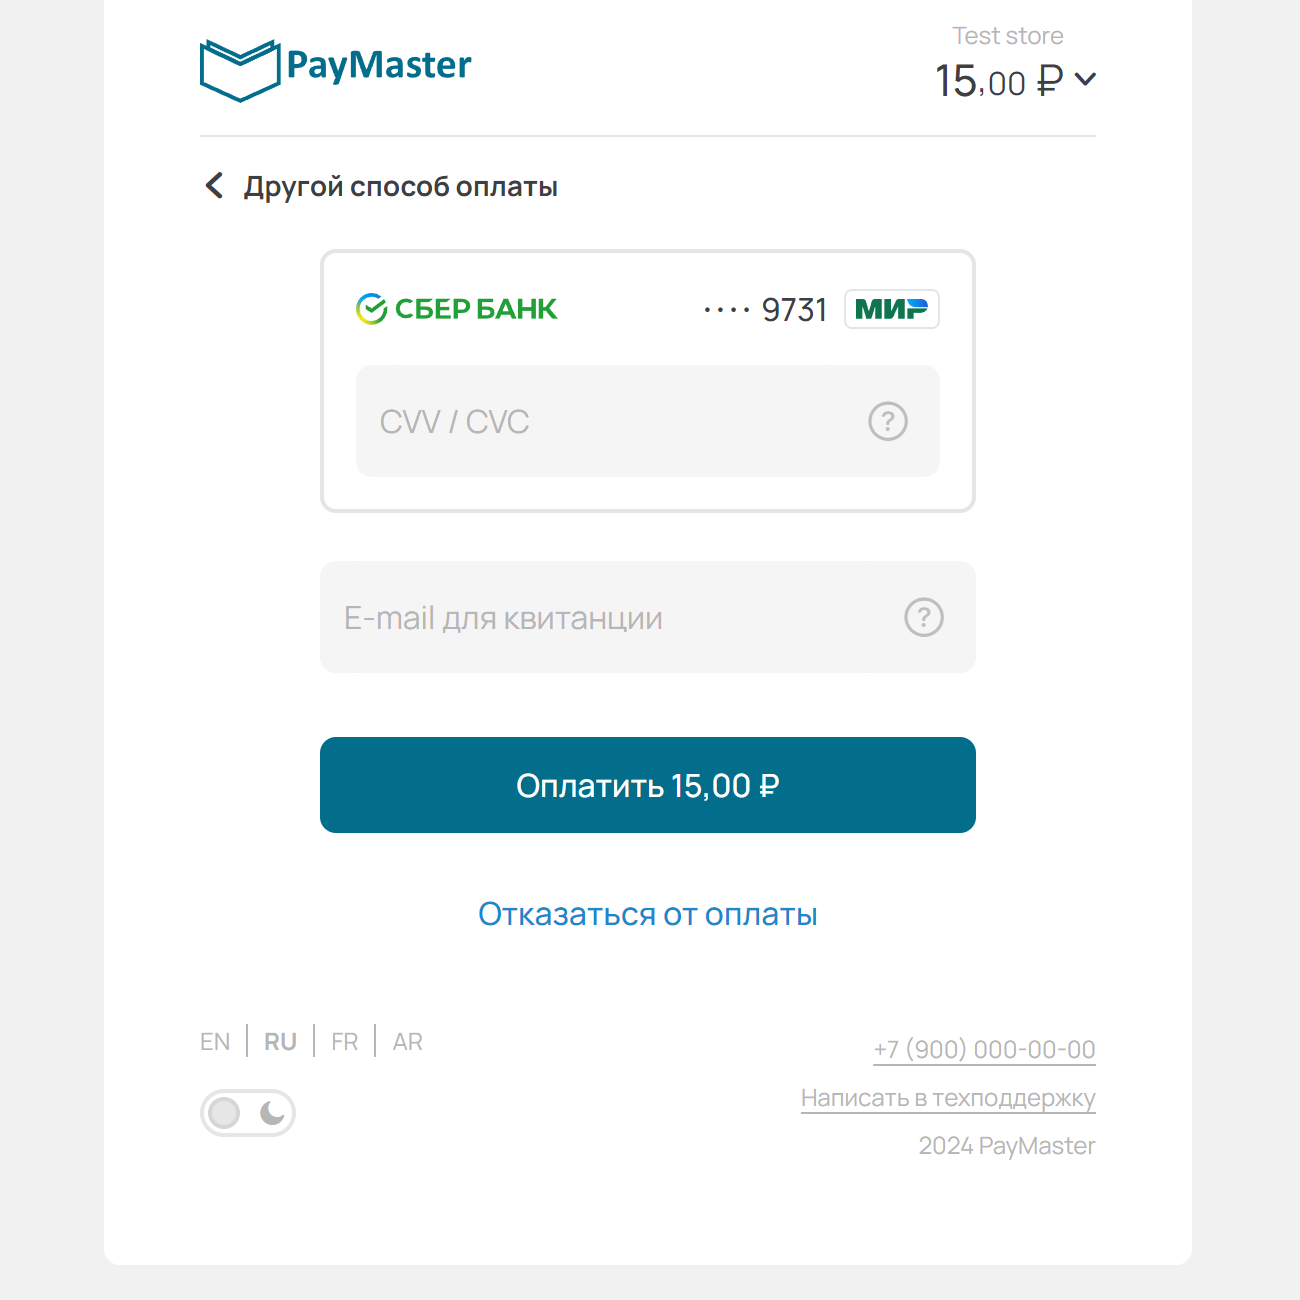 PayMaster
Test store
15,00 ₽
Другой способ оплаты
СБЕР БАНК
•••• 9731
МИР
CVV / CVC
?
E-mail для квитанции
?
Оплатить 15,00 ₽
Отказаться от оплаты
EN | RU | FR | AR
+7 (900) 000-00-00
Написать в техподдержку
2024 PayMaster